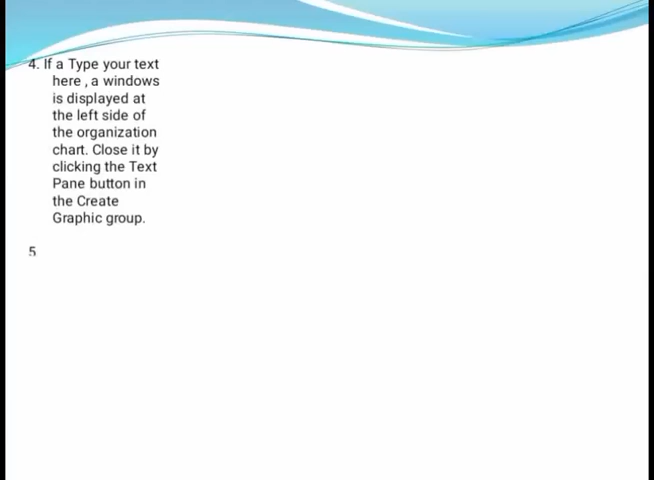 4. If a Type your text
here , a windows
is displayed at
the left side of
the organization
chart. Close it by
clicking the Text
Pane button in
the Create
Graphic group.
5